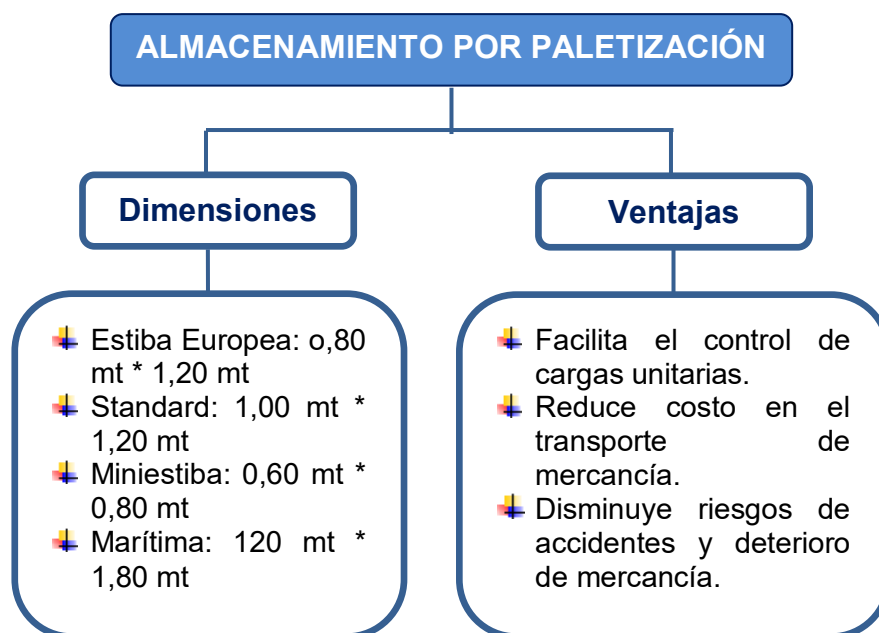 ALMACENAMIENTO POR PALETIZACIÓN
Dimensiones
Estiba Europea: o,80
mt * 1,20 mt
Standard: 1,00 mt *
1,20 mt
Miniestiba: 0,60 mt *
0,80 mt
Marítima: 120 mt *
1,80 mt
Ventajas
Facilita el control de
cargas unitarias.
Reduce costo en el
transporte de
mercancía.
Disminuye riesgos de
accidentes y deterioro
de mercancía.